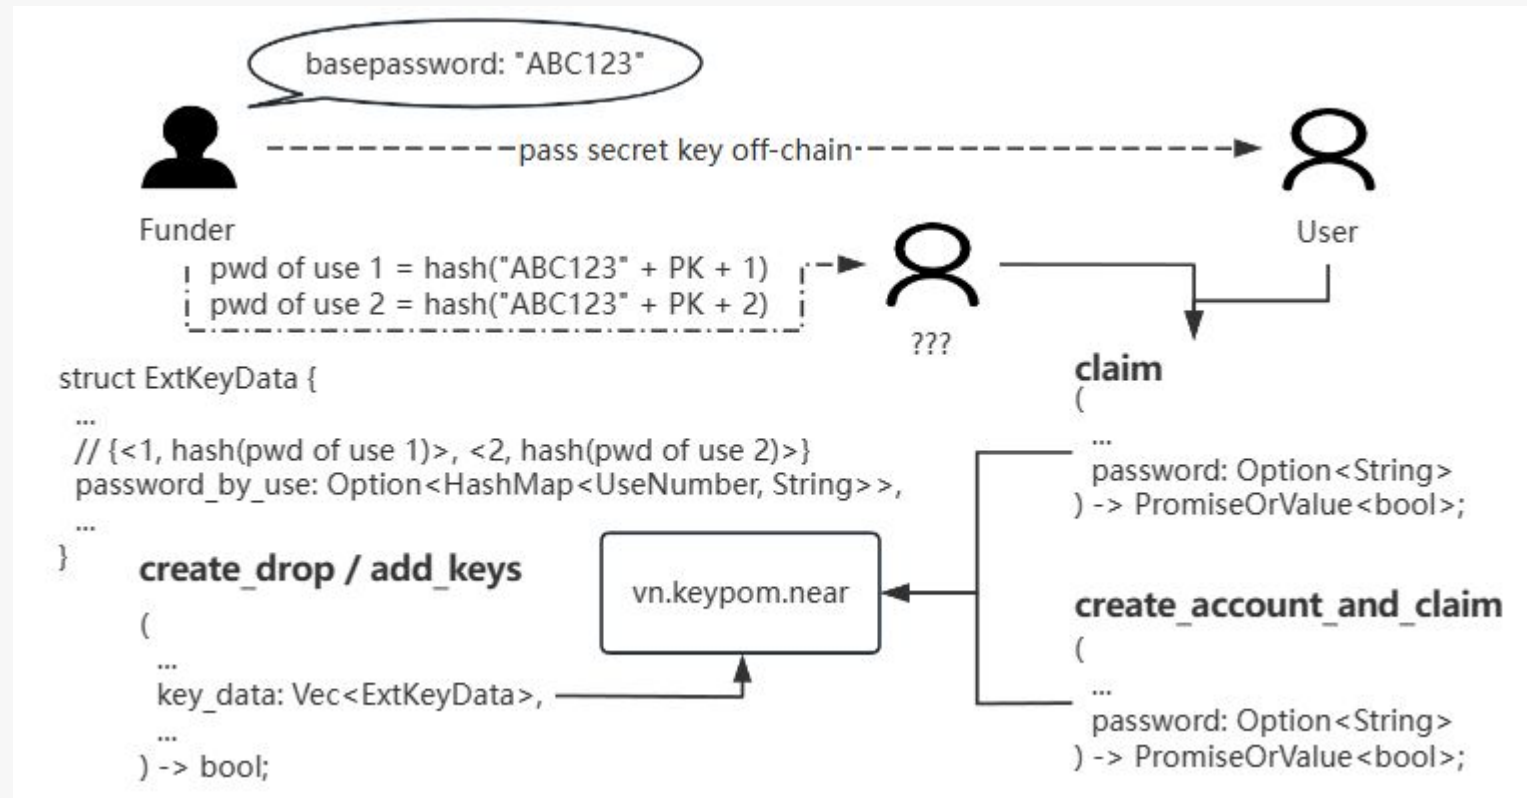 basepassword: "ABC123"
pass secret key off-chain
Funder
User
pwd of use 1 = hash("ABC123" + PK + 1)
pwd of use 2 = hash("ABC123" + PK + 2)
???
struct ExtKeyData {
...
// {<1, hash(pwd of use 1)>, <2, hash(pwd of use 2)>}
password_by_use: Option<HashMap<UseNumber, String>>,
...
}
claim
(
...
password: Option<String>
) -> PromiseOrValue<bool>;
create_drop / add_keys
(
...
key_data: Vec<ExtKeyData>,
...
) -> bool;
vn.keypom.near
create_account_and_claim
(
...
password: Option<String>
) -> PromiseOrValue<bool>;